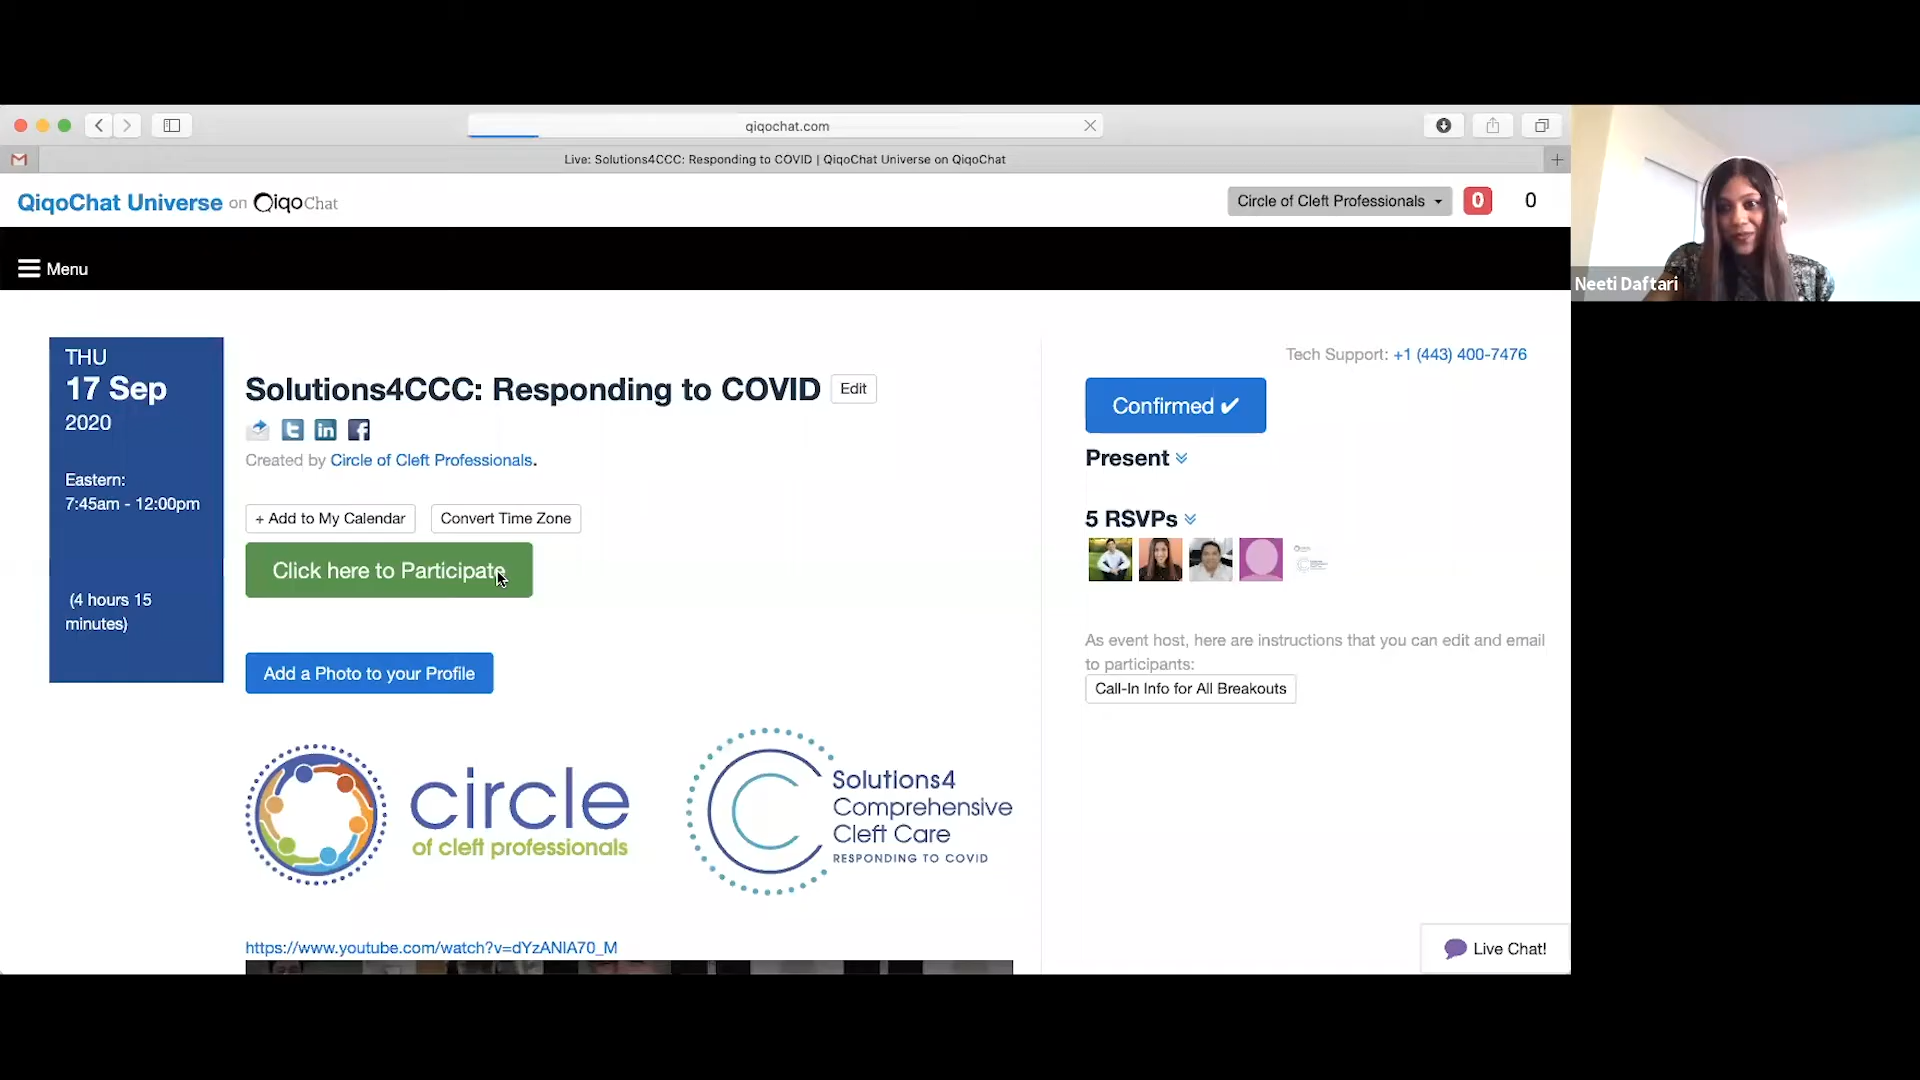 qiqochat.com
Live: Solutions4CCC: Responding to COVID | QiqoChat Universe on QiqoChat
QiqoChat Universe on QiqoChat
Circle of Cleft Professionals
0
0
Menu
Neeti Daftari
THU
17 Sep
2020
Eastern:
7:45am - 12:00pm
(4 hours 15
minutes)
Solutions4CCC: Responding to COVID
Edit
Created by Circle of Cleft Professionals.
+ Add to My Calendar
Convert Time Zone
Click here to Participate
Add a Photo to your Profile
circle
of cleft professionals
Solutions4
Comprehensive
Cleft Care
RESPONDING TO COVID
https://www.youtube.com/watch?v=dYzANIA70_M
Tech Support: +1 (443) 400-7476
Confirmed ✔
Present
5 RSVPs
As event host, here are instructions that you can edit and email
to participants:
Call-In Info for All Breakouts
Live Chat!